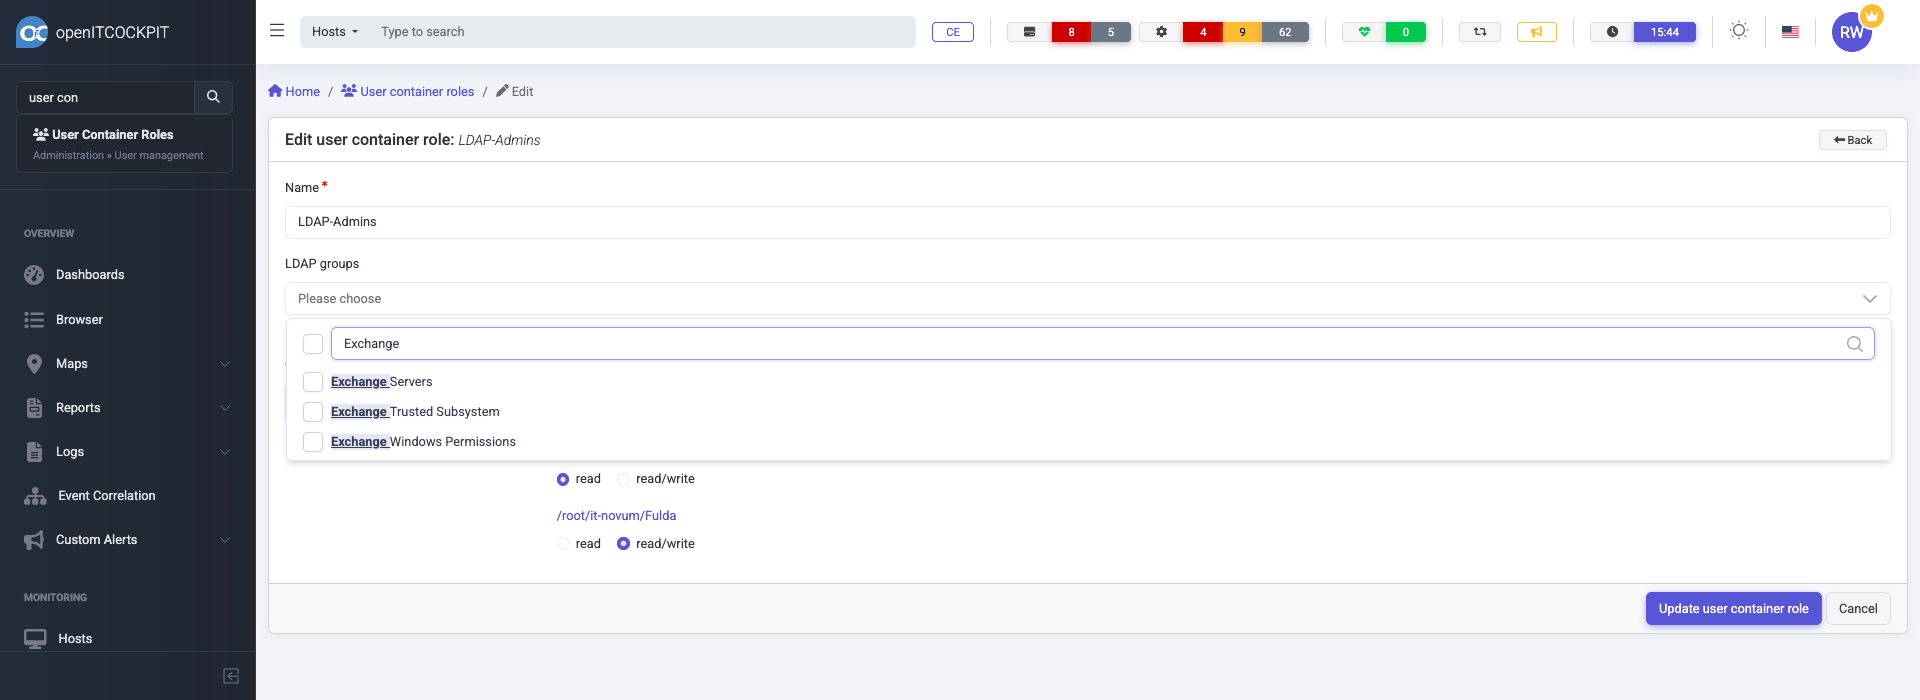 openITCOCKPIT
Hosts
Type to search
CE
8
5
4
9
62
0
15:44
RW
user con
User Container Roles
Administration » User management
OVERVIEW
Dashboards
Browser
Maps
Reports
Logs
Event Correlation
Custom Alerts
MONITORING
Hosts
Home / User container roles / Edit
Edit user container role: LDAP-Admins
Back
Name *
LDAP-Admins
LDAP groups
Please choose
Exchange
Exchange Servers
Exchange Trusted Subsystem
Exchange Windows Permissions
read read/write
/root/it-novum/Fulda
read read/write
Update user container role
Cancel